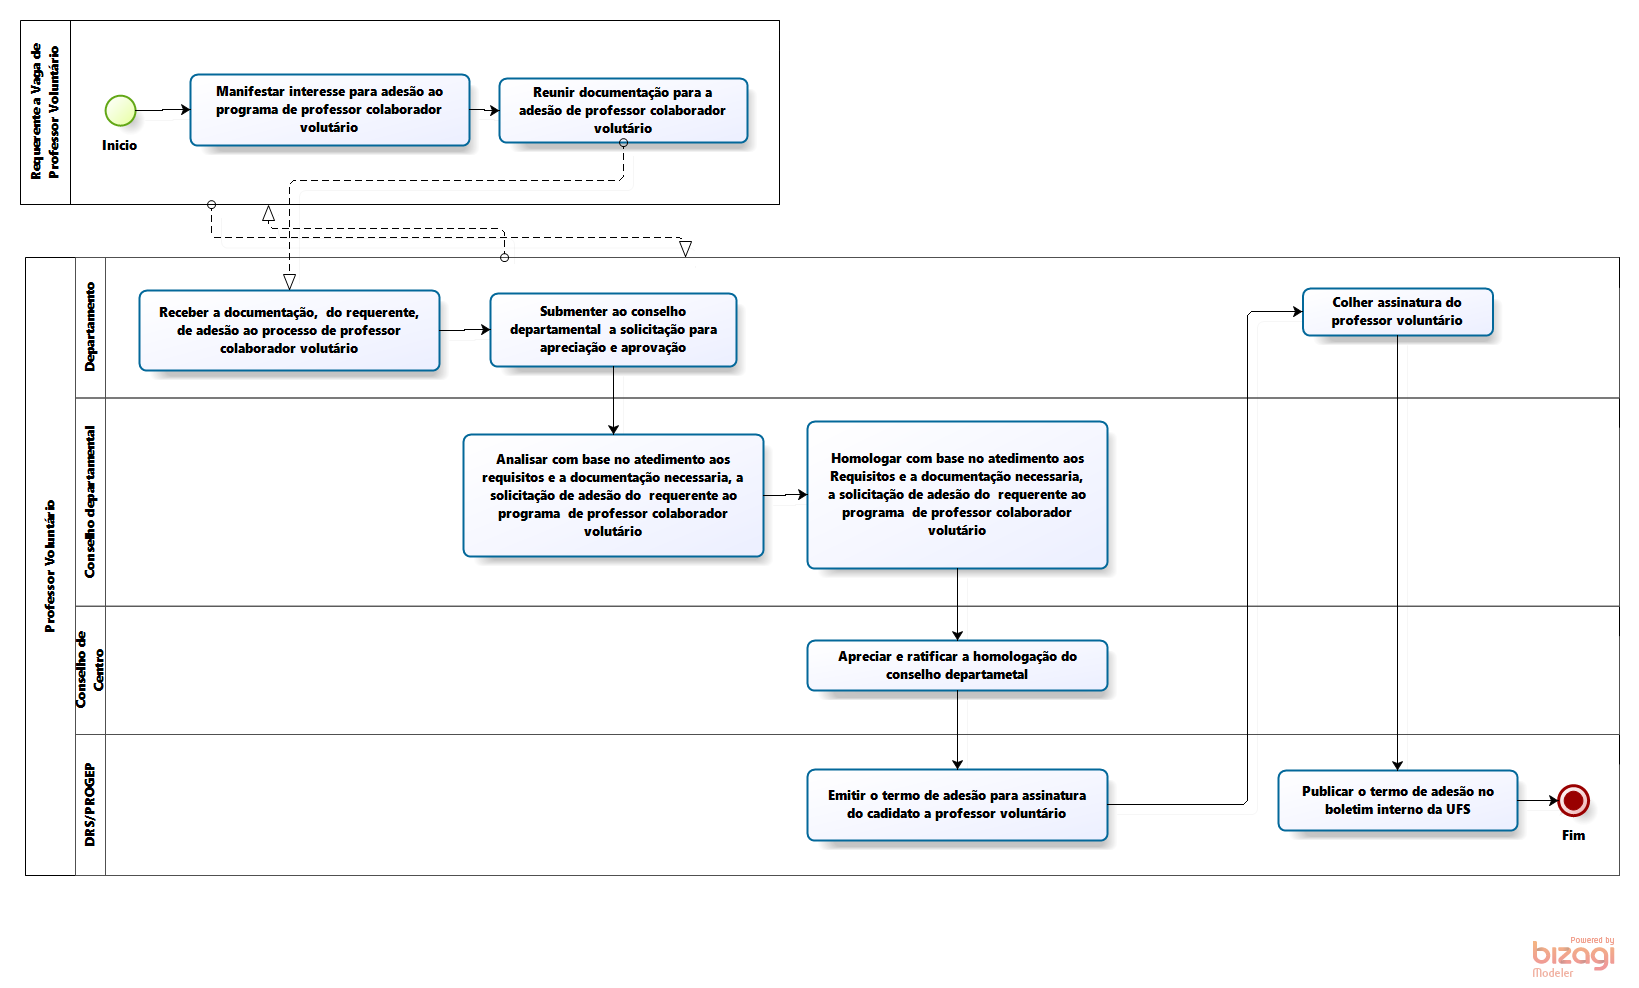 Requerente a Vaga de
Professor Voluntário
Inicio
Manifestar interesse para adesão ao
programa de professor colaborador
volutário
Reunir documentação para a
adesão de professor colaborador
volutário
Professor Voluntário
Departamento
Receber a documentação, do requerente,
de adesão ao processo de professor
colaborador volutário
Submenter ao conselho
departamental a solicitação para
apreciação e aprovação
Colher assinatura do
professor voluntário
Conselho departamental
Analisar com base no atedimento aos
requisitos e a documentação necessaria, a
solicitação de adesão do requerente ao
programa de professor colaborador
volutário
Homologar com base no atedimento aos
Requisitos e a documentação necessaria,
a solicitação de adesão do requerente ao
programa de professor colaborador
volutário
Conselho de
Centro
Apreciar e ratificar a homologação do
conselho departametal
DRS/PROGEP
Emitir o termo de adesão para assinatura
do cadidato a professor voluntário
Publicar o termo de adesão no
boletim interno da UFS
Fim
Powered by
bizagi
Modeler